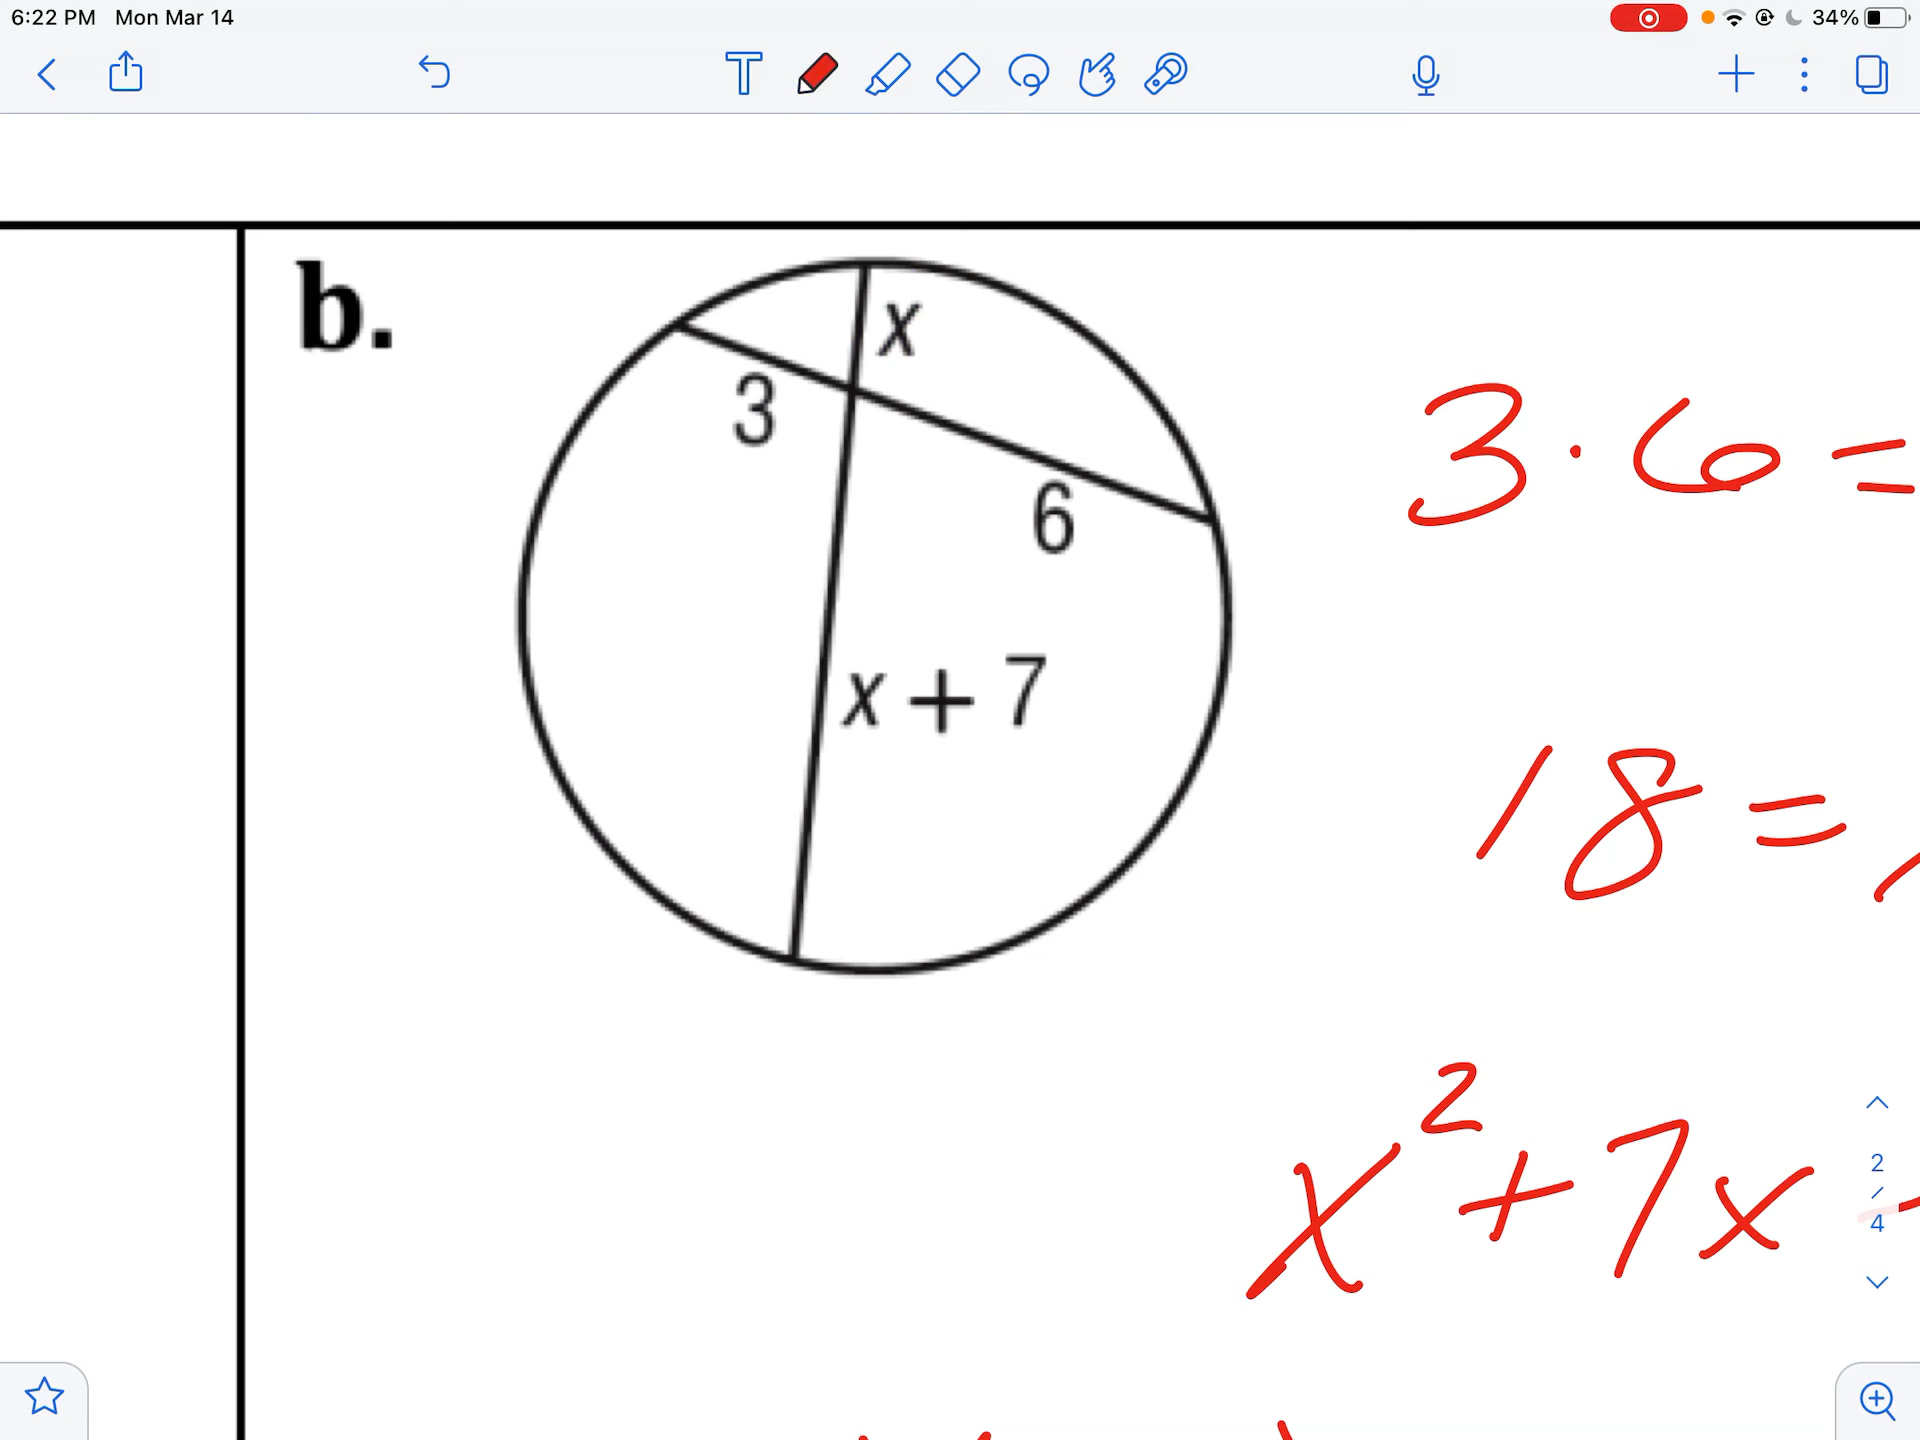 6:22 PM Mon Mar 14
34%
T
b.
x
3
6
x + 7
3 · 6 =
18 =
x² + 7x
2
/
4